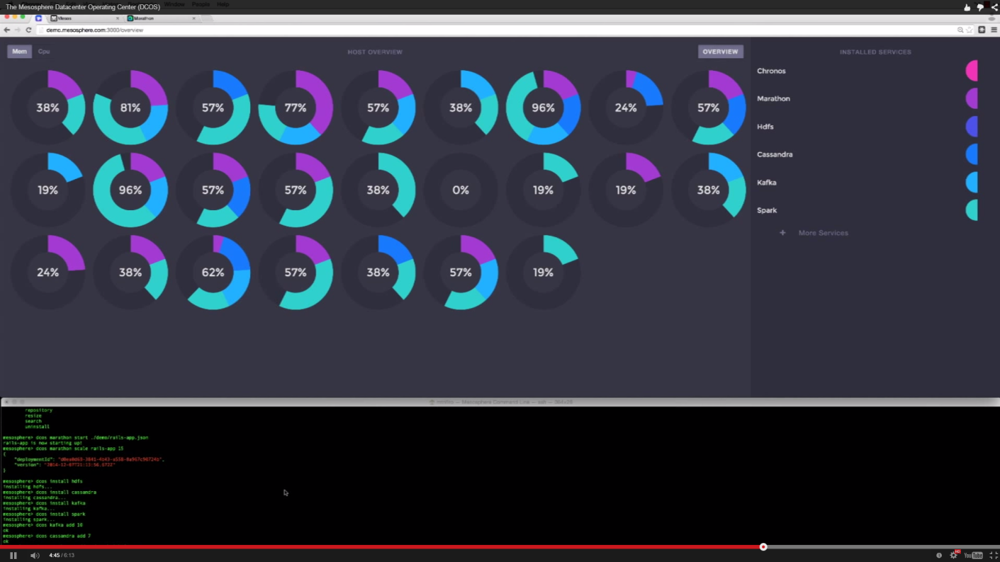 The Mesosphere Datacenter Operating Center (DCOS)
Window People Help
Mesos
Marathon
demo.mesosphere.com:3000/overview
Mem Cpu HOST OVERVIEW OVERVIEW INSTALLED SERVICES
38% 81% 57% 77% 57% 38% 96% 24% 57%
19% 96% 57% 57% 38% 0% 19% 19% 38%
24% 38% 62% 57% 38% 57% 19%
Chronos
Marathon
Hdfs
Cassandra
Kafka
Spark
+ More Services
Mesosphere Command Link — ssh —
repository
resize
search
uninstall
mesosphere> dcos marathon start ./demo/rails-app.json
rails-app is now starting up!
mesosphere> dcos marathon scale rails-app 15
{
"deploymentId":
"version":
}
mesosphere> dcos install hdfs
installing hdfs...
mesosphere> dcos install cassandra
installing cassandra...
mesosphere> dcos install kafka
installing kafka...
mesosphere> dcos install spark
installing spark...
mesosphere> dcos kafka add 10
ok
mesosphere> dcos cassandra add 7
ok
4:45 / 6:13
HD
YouTube